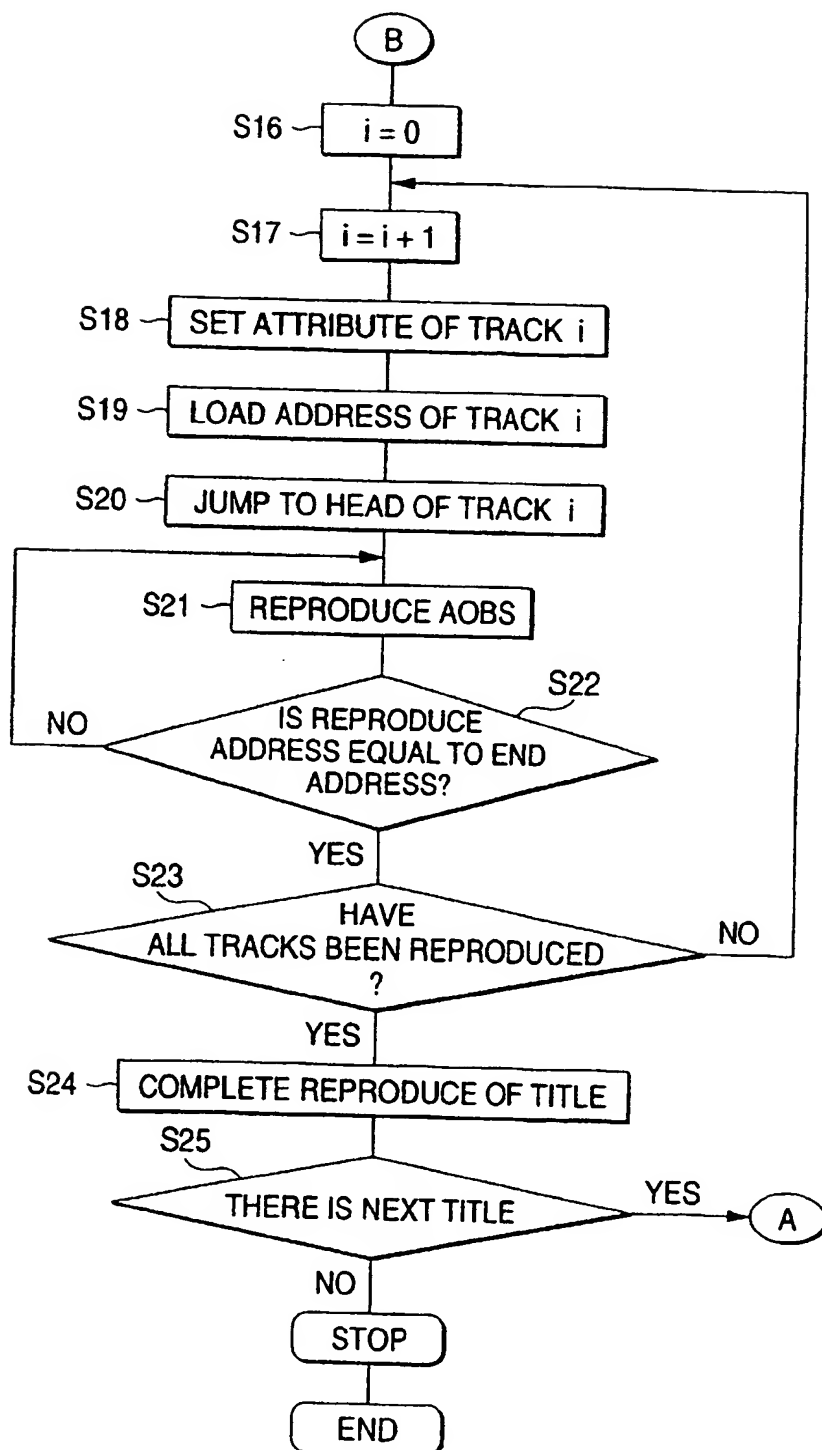 B
S16
i = 0
S17
i = i + 1
S18
SET ATTRIBUTE OF TRACK i
S19
LOAD ADDRESS OF TRACK i
S20
JUMP TO HEAD OF TRACK i
S21
REPRODUCE AOBS
S22
NO
IS REPRODUCE
ADDRESS EQUAL TO END
ADDRESS?
YES
S23
HAVE
ALL TRACKS BEEN REPRODUCED
?
NO
YES
S24
COMPLETE REPRODUCE OF TITLE
S25
THERE IS NEXT TITLE
YES
A
NO
STOP
END